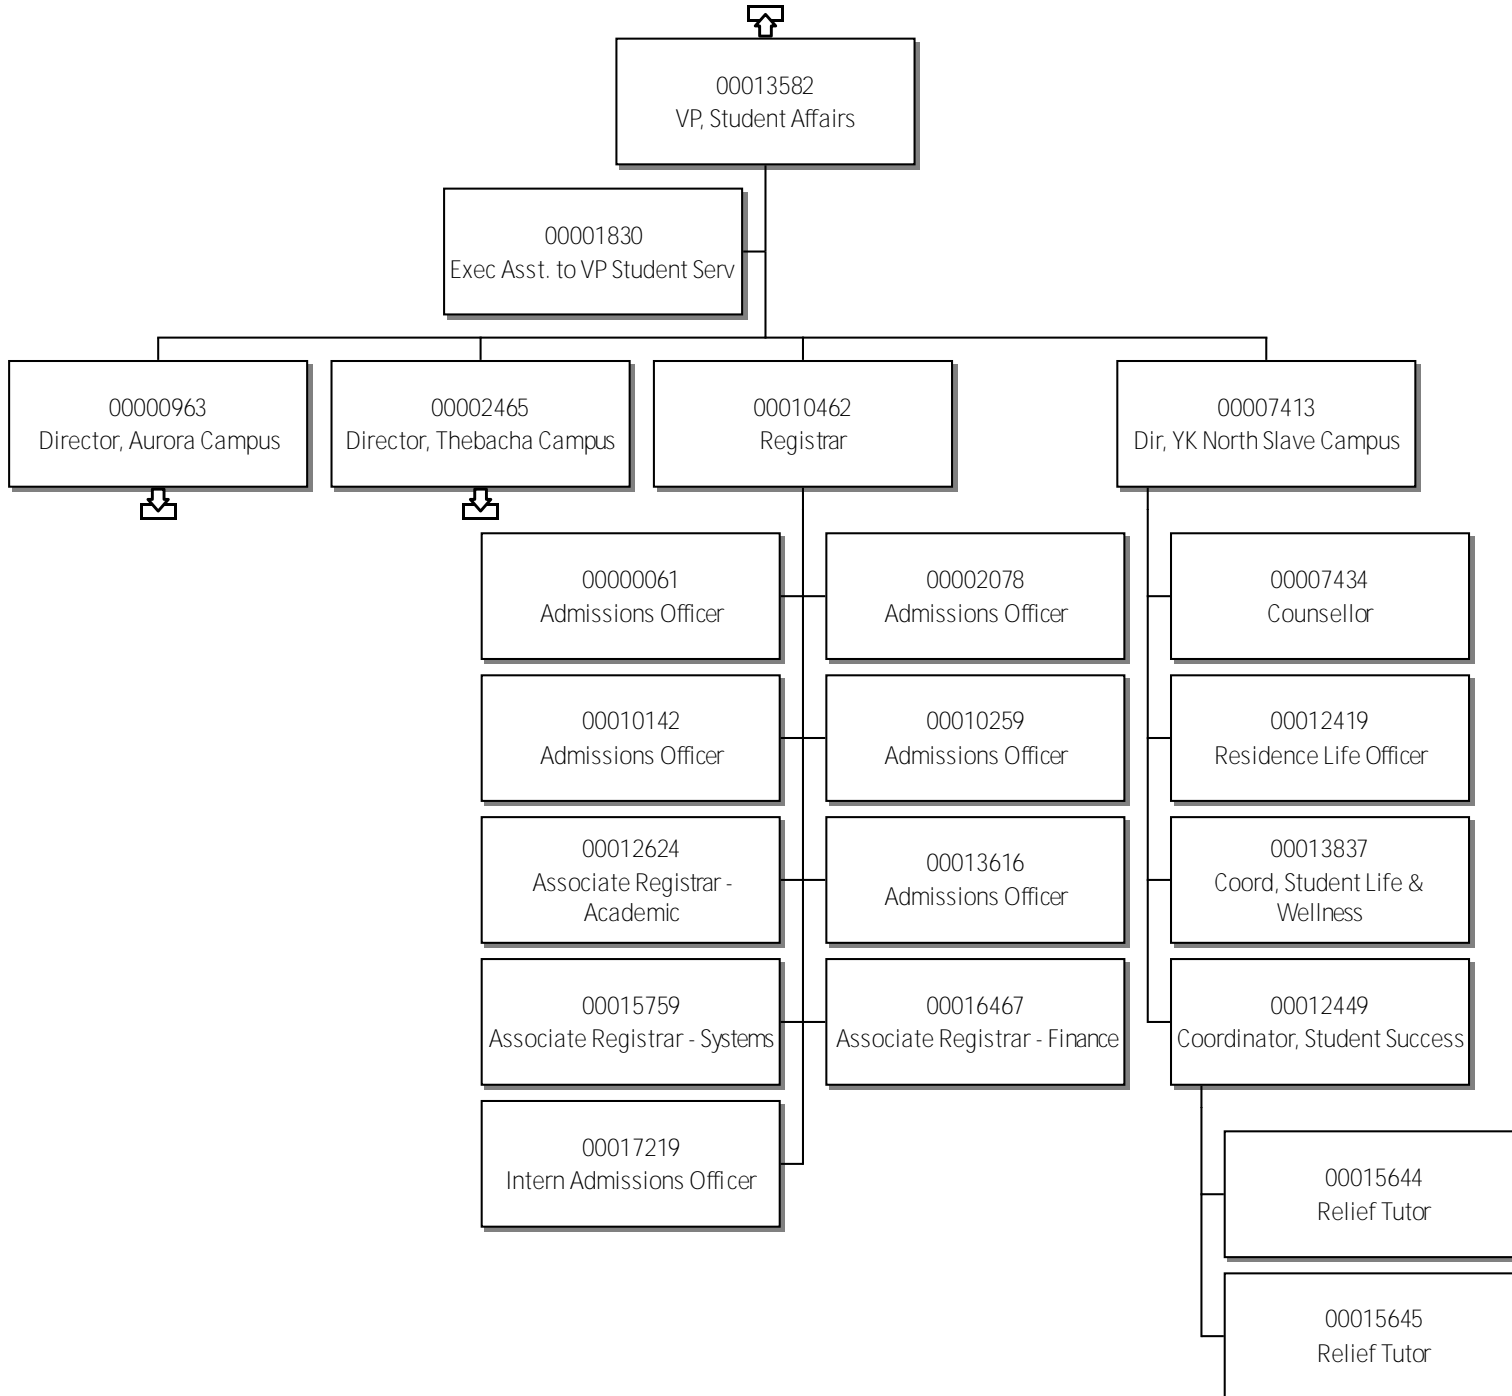 00013582
VP, Student Affairs
00001830
Exec Asst. to VP Student Serv
00000963
Director, Aurora Campus
00002465
Director, Thebacha Campus
00010462
Registrar
00007413
Dir, YK North Slave Campus
00000061
Admissions Officer
00002078
Admissions Officer
00007434
Counsellor
00010142
Admissions Officer
00010259
Admissions Officer
00012419
Residence Life Officer
00012624
Associate Registrar -
Academic
00013616
Admissions Officer
00013837
Coord, Student Life &
Wellness
00015759
Associate Registrar - Systems
00016467
Associate Registrar - Finance
00012449
Coordinator, Student Success
00017219
Intern Admissions Officer
00015644
Relief Tutor
00015645
Relief Tutor